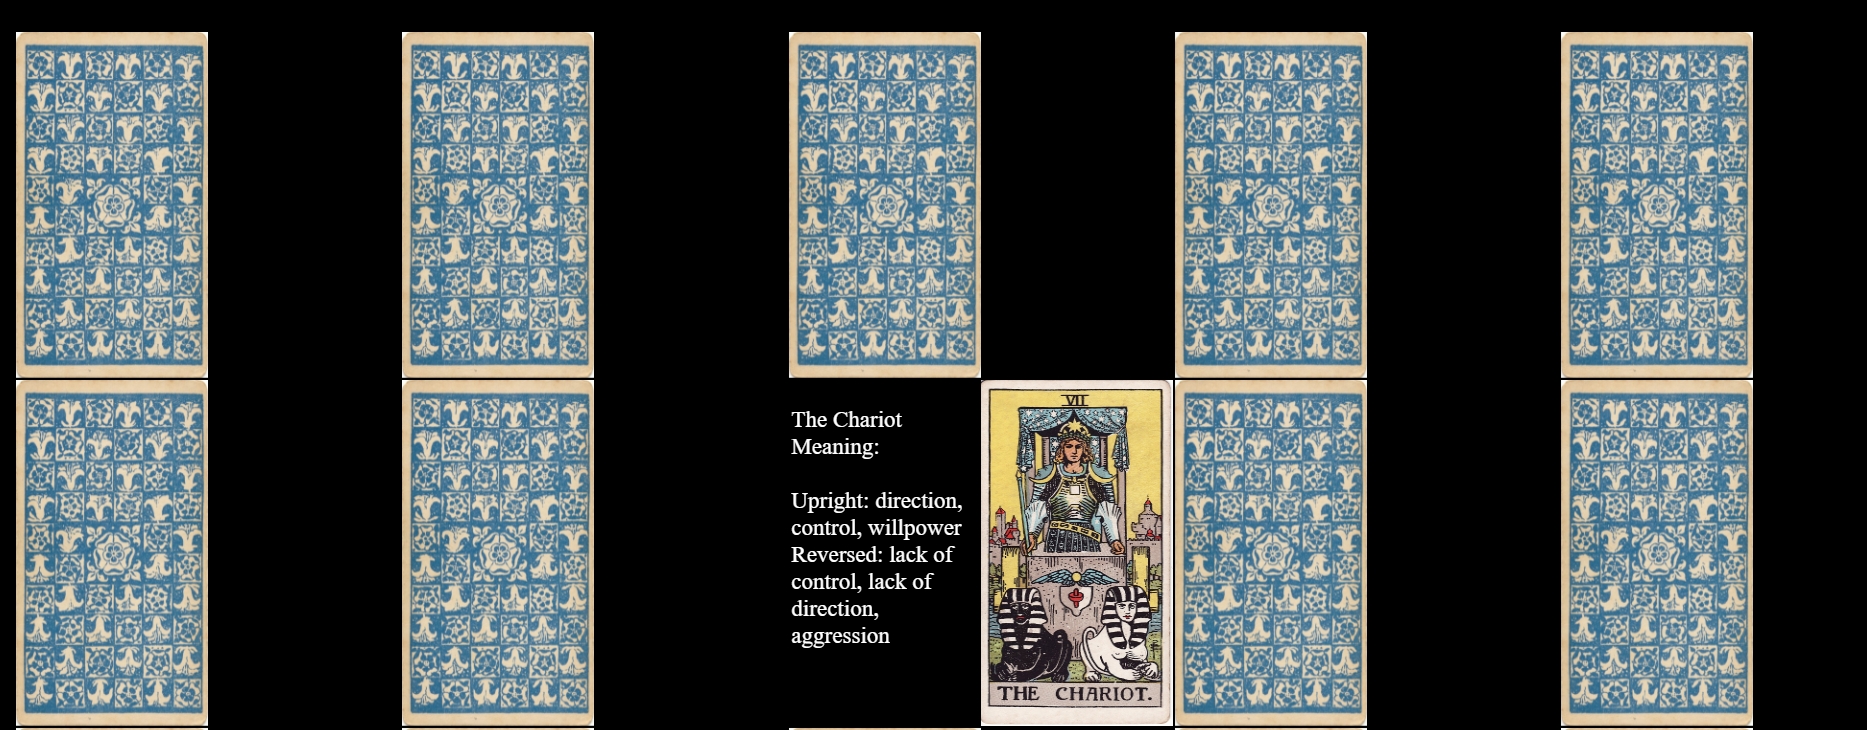 The Chariot
Meaning:
Upright: direction,
control, willpower
Reversed: lack of
control, lack of
direction,
aggression
VII
THE CHARIOT.